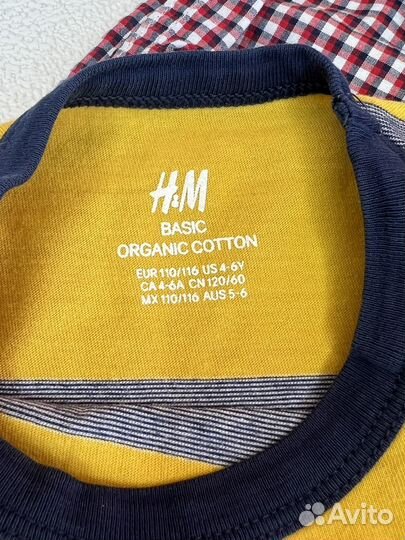 H&M
BASIC
ORGANIC COTTON
EUR 110/116 US 4-6Y
CA 4-6A CN 120/60
MX 110/116 AUS 5-6
Avito